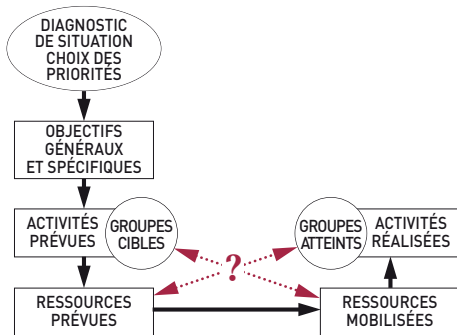 DIAGNOSTIC
DE SITUATION
CHOIX DES
PRIORITÉS
OBJECTIFS
GÉNÉRAUX
ET SPÉCIFIQUES
ACTIVITÉS
PRÉVUES
GROUPES
CIBLES
GROUPES
ATTEINTS
ACTIVITÉS
RÉALISÉES
?
RESSOURCES
PRÉVUES
RESSOURCES
MOBILISÉES